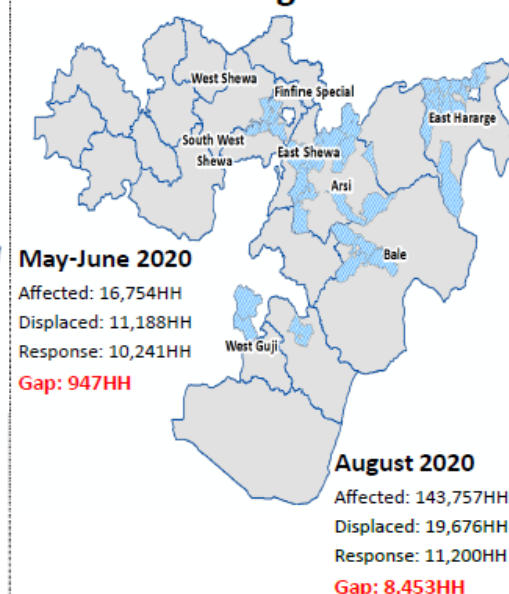 West Shewa
Finfine Special
East Hararge
South West
Shewa
East Shewa
Arsi
Bale
May-June 2020
Affected: 16,754HH
Displaced: 11,188HH
Response: 10,241HH
Gap: 947HH
West Guji
August 2020
Affected: 143,757HH
Displaced: 19,676HH
Response: 11,200HH
Gap: 8,453HH